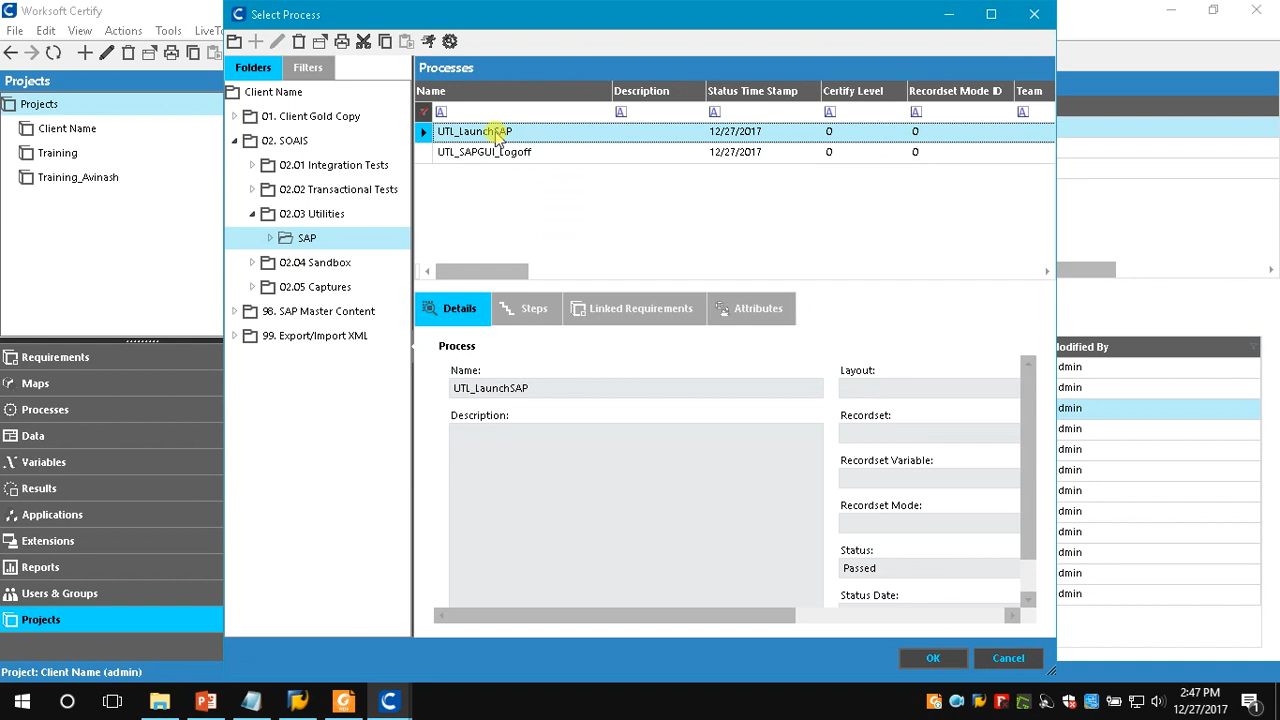 Worksoft Certify
File
Edit
View
Actions
Tools
Projects
Projects
Client Name
Training
Training_Avinash
Requirements
Maps
Processes
Data
Variables
Results
Applications
Extensions
Reports
Users & Groups
Projects
Project: Client Name (admin)
Select Process
Folders
Filters
Client Name
01. Client Gold Copy
02. SOAIS
02.01 Integration Tests
02.02 Transactional Tests
02.03 Utilities
SAP
02.04 Sandbox
02.05 Captures
98. SAP Master Content
99. Export/Import XML
Processes
Name Description Status Time Stamp Certify Level Recordset Mode ID Team
UTL_LaunchSAP 12/27/2017 0 0
UTL_SAPGUI_Logoff 12/27/2017 0 0
Details
Steps
Linked Requirements
Attributes
Process
Name:
UTL_LaunchSAP
Description:
Layout:
Recordset:
Recordset Variable:
Recordset Mode:
Status:
Passed
Status Date:
OK
Cancel
2:47 PM
12/27/2017